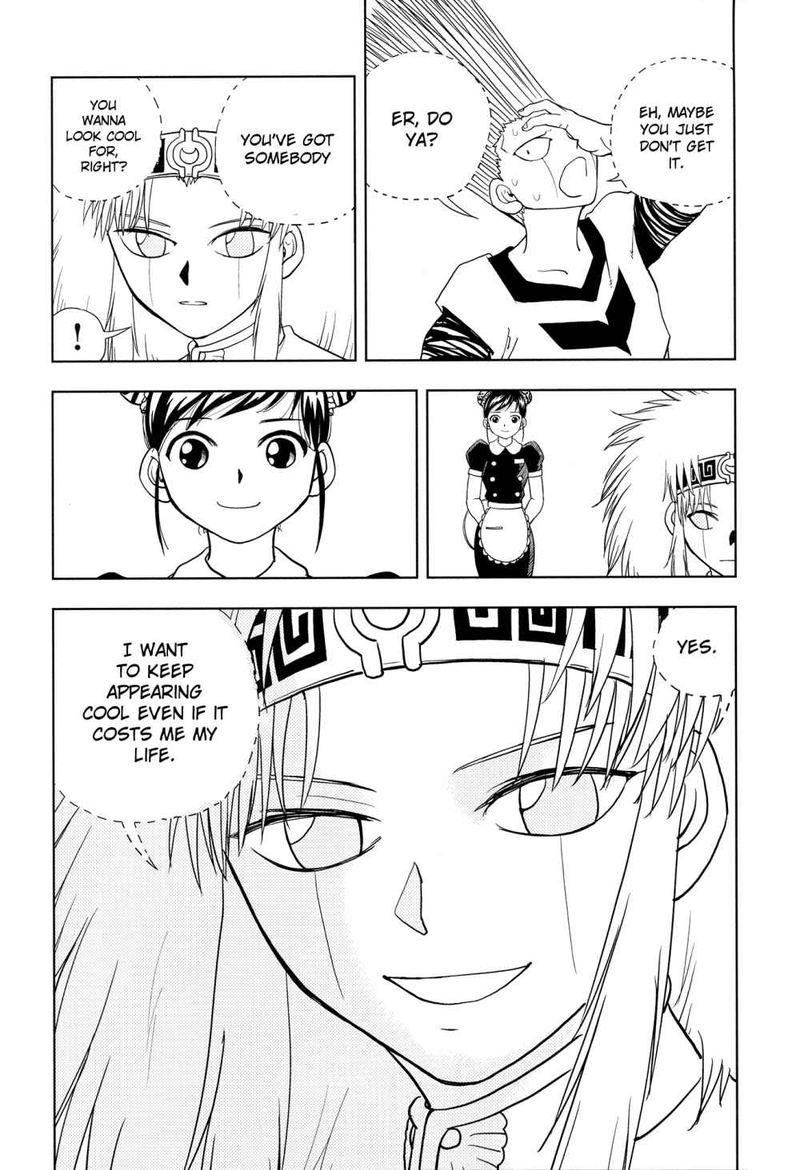 EH, MAYBE
YOU JUST
DON'T GET
IT.
ER, DO
YA?
YOU'VE GOT
SOMEBODY
YOU
WANNA
LOOK COOL
FOR,
RIGHT?
!
YES.
I WANT
TO KEEP
APPEARING
COOL EVEN IF IT
COSTS ME MY
LIFE.